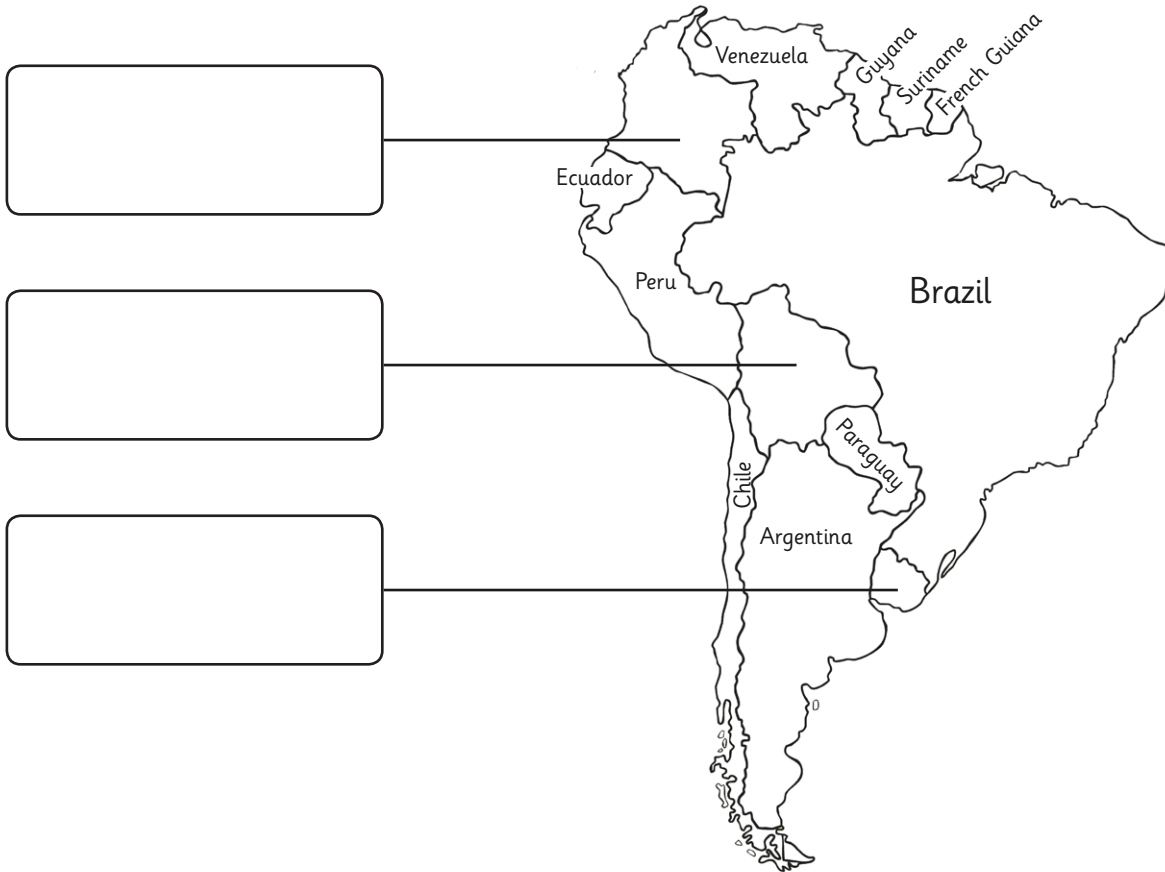 Venezuela
Guyana
Suriname
French Guiana
Ecuador
Peru
Brazil
Paraguay
Chile
Argentina